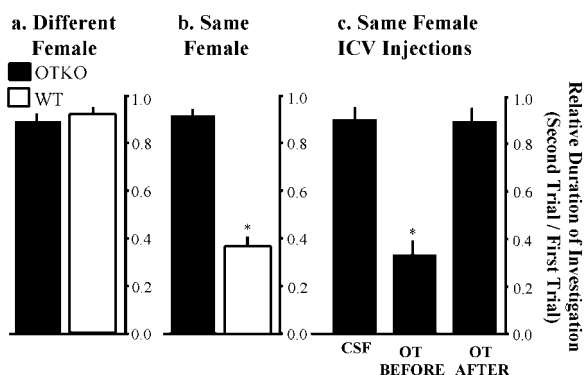 a. Different
Female
OTKO
WT
1.0
0.8
0.6
0.4
0.2
0.0
b. Same
Female
*
1.0
0.8
0.6
0.4
0.2
0.0
c. Same Female
ICV Injections
*
CSF
OT
BEFORE
OT
AFTER
1.0
0.8
0.6
0.4
0.2
0.0
Relative Duration of Investigation
(Second Trial / First Trial)